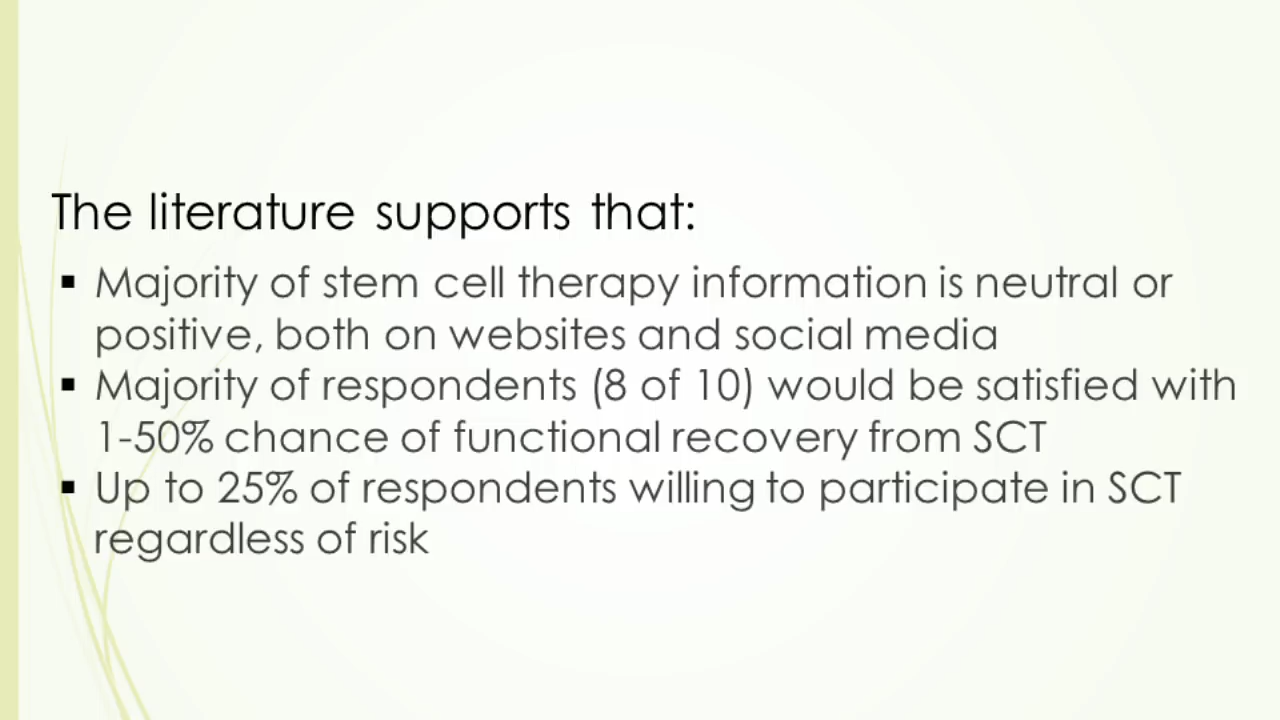 The literature supports that:
▪ Majority of stem cell therapy information is neutral or
positive, both on websites and social media
▪ Majority of respondents (8 of 10) would be satisfied with
1-50% chance of functional recovery from SCT
▪ Up to 25% of respondents willing to participate in SCT
regardless of risk